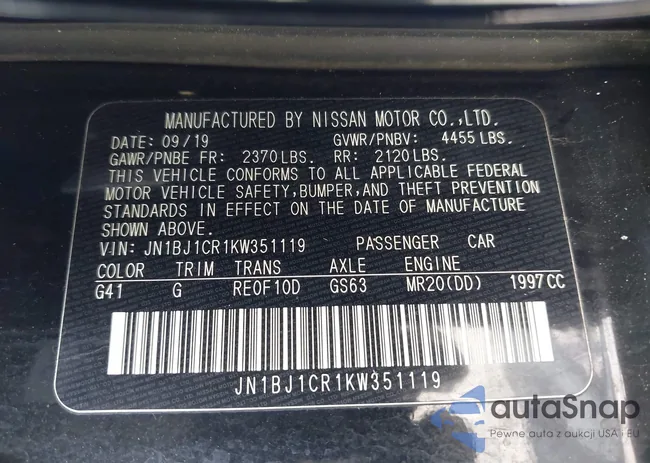 MANUFACTURED BY NISSAN MOTOR CO.,LTD.
DATE: 09/19 GVWR/PNBV: 4455 LBS.
GAWR/PNBE FR: 2370 LBS. RR: 2120 LBS.
THIS VEHICLE CONFORMS TO ALL APPLICABLE FEDERAL
MOTOR VEHICLE SAFETY, BUMPER, AND THEFT PREVENTION
STANDARDS IN EFFECT ON THE DATE OF MANUFACTURE
SHOWN ABOVE.
VIN: JN1BJ1CR1KW351119 PASSENGER CAR
COLOR TRIM TRANS AXLE ENGINE
G41 G RE0F10D GS63 MR20(DD) 1997CC
JN1BJ1CR1KW351119
autaSnap
Pewne auta z aukcji USA i EU